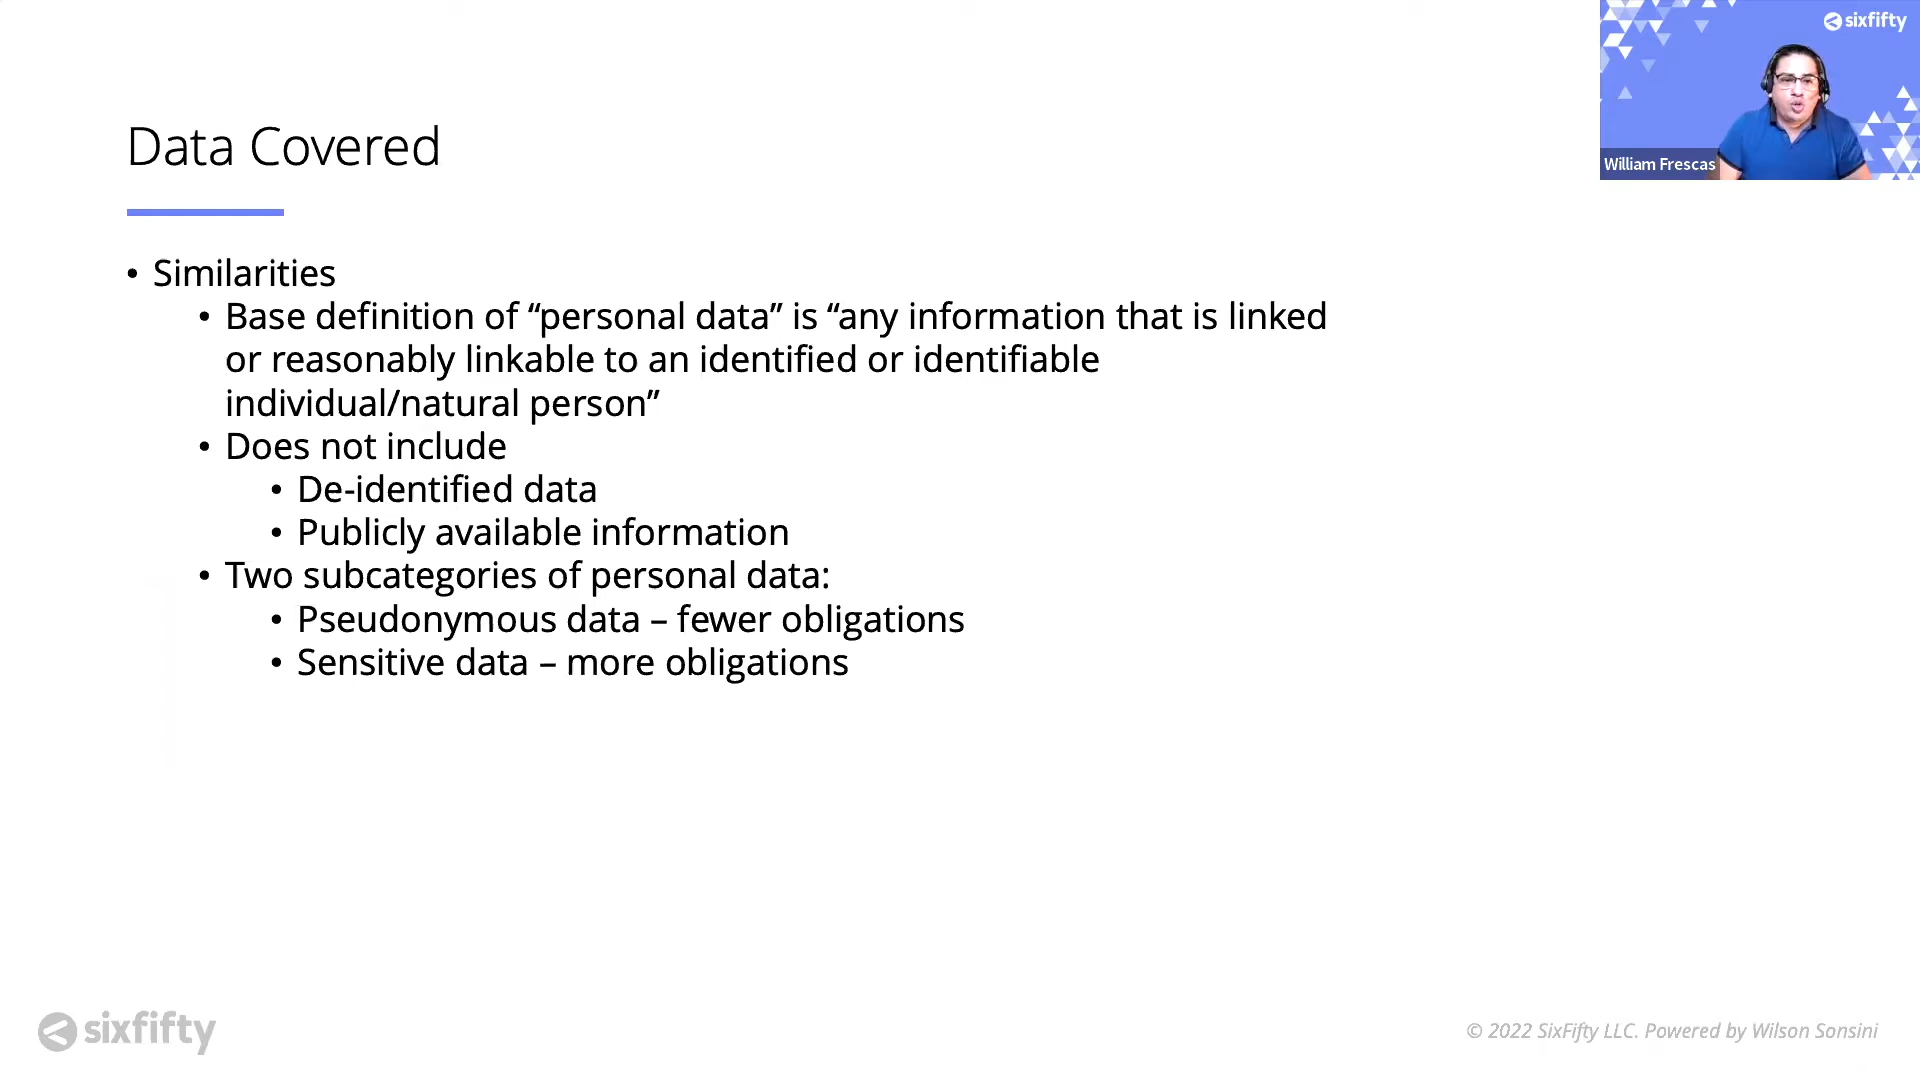 sixfifty
William Frescas
Data Covered
• Similarities
• Base definition of “personal data” is “any information that is linked
or reasonably linkable to an identified or identifiable
individual/natural person”
• Does not include
• De-identified data
• Publicly available information
• Two subcategories of personal data:
• Pseudonymous data – fewer obligations
• Sensitive data – more obligations
sixfifty
© 2022 SixFifty LLC. Powered by Wilson Sonsini